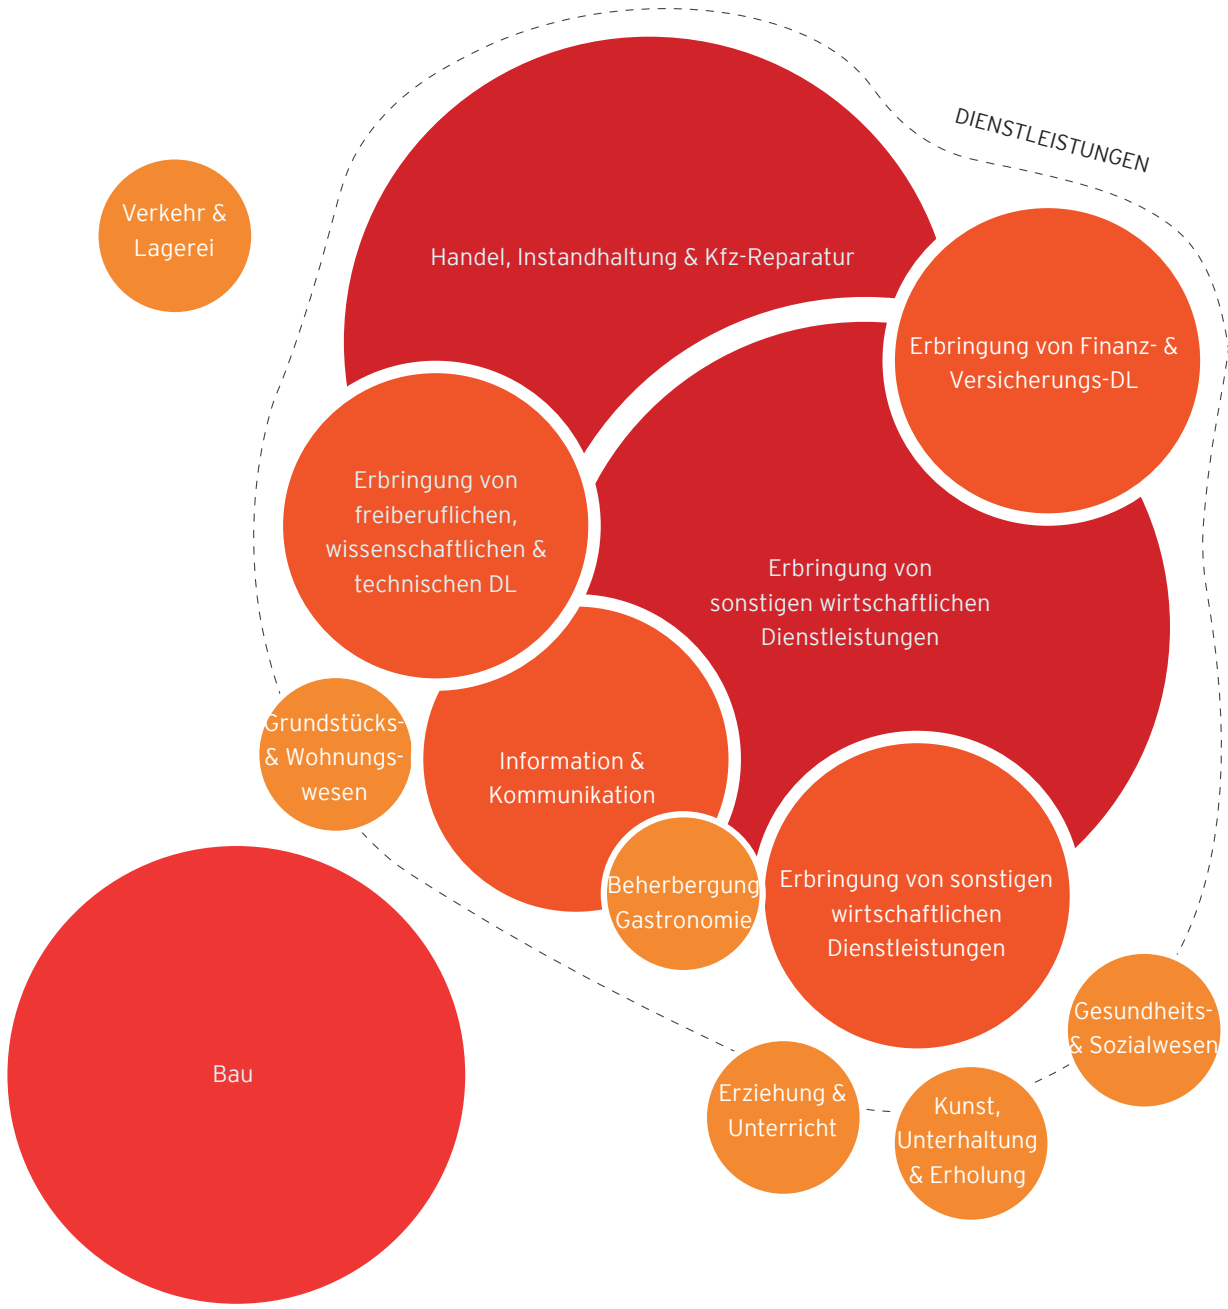 DIENSTLEISTUNGEN
Verkehr &
Lagerei
Handel, Instandhaltung & Kfz-Reparatur
Erbringung von Finanz- &
Versicherungs-DL
Erbringung von
freiberuflichen,
wissenschaftlichen &
technischen DL
Erbringung von
sonstigen wirtschaftlichen
Dienstleistungen
Grundstücks-
& Wohnungs-
wesen
Information &
Kommunikation
Beherbergung
Gastronomie
Erbringung von sonstigen
wirtschaftlichen
Dienstleistungen
Gesundheits-
& Sozialwesen
Bau
Erziehung &
Unterricht
Kunst,
Unterhaltung
& Erholung